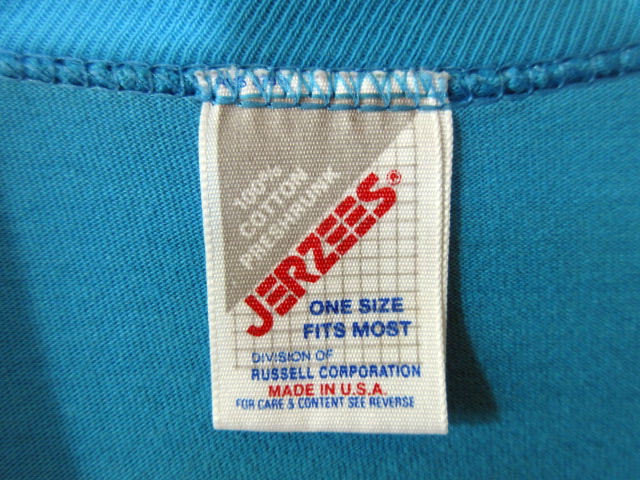 100%
COTTON
PRESHRUNK
JERZEES®
ONE SIZE
FITS MOST
DIVISION OF
RUSSELL CORPORATION
MADE IN U.S.A.
FOR CARE & CONTENT SEE REVERSE